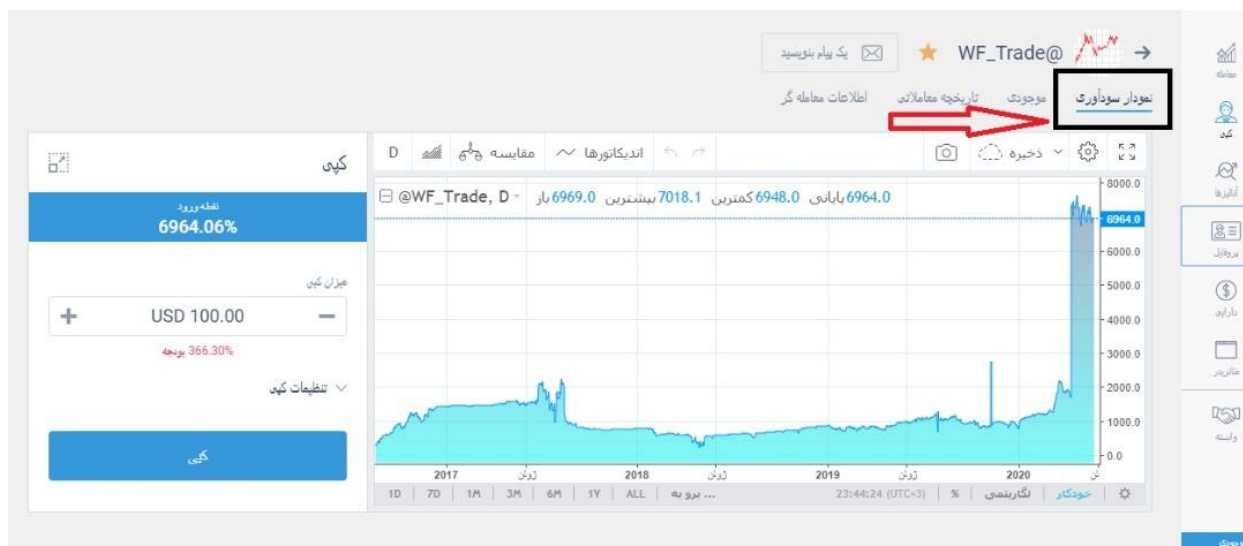 @WF_Trade
یک پیام بنویسید
نمودار سودآوری
موجودی
تاریخچه معاملاتی
اطلاعات معامله گر
معامله
کپی
آنالیزها
پروفایل
دارایی
متاتریدر
واسته
موجودی
ذخیره
اندیکاتورها
مقایسه
D
@WF_Trade, D
باز 6969.0 بیشترین 7018.1 کمترین 6948.0 پایانی 6964.0
8000.0
6964.0
6000.0
5000.0
4000.0
3000.0
2000.0
1000.0
0.0
2017
ژوئن
2018
ژوئن
2019
ژوئن
2020
1D 7D 1M 3M 6M 1Y ALL برو به ...
23:44:24 (UTC+3) % لگاریتمی خودکار
کپی
نقطه ورود
6964.06%
میزان کپی
USD 100.00
366.30% بودجه
تنظیمات کپی
کپی